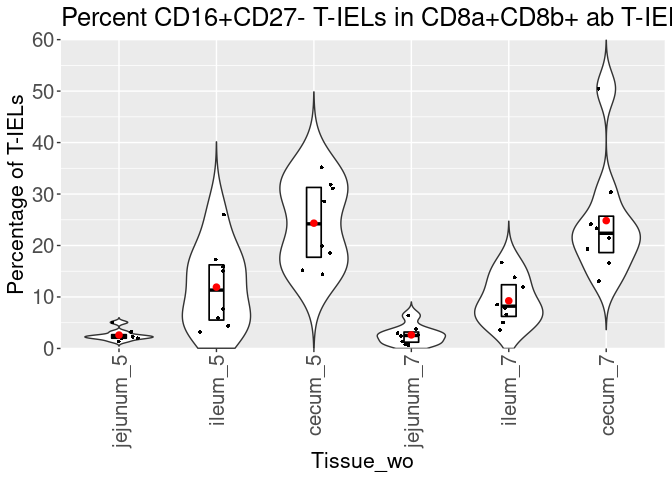 Percent CD16+CD27- T-IELs in CD8a+CD8b+ ab T-IEL
Percentage of T-IELs
60
50
40
30
20
10
0
jejunum_5
ileum_5
cecum_5
jejunum_7
ileum_7
cecum_7
Tissue_wo